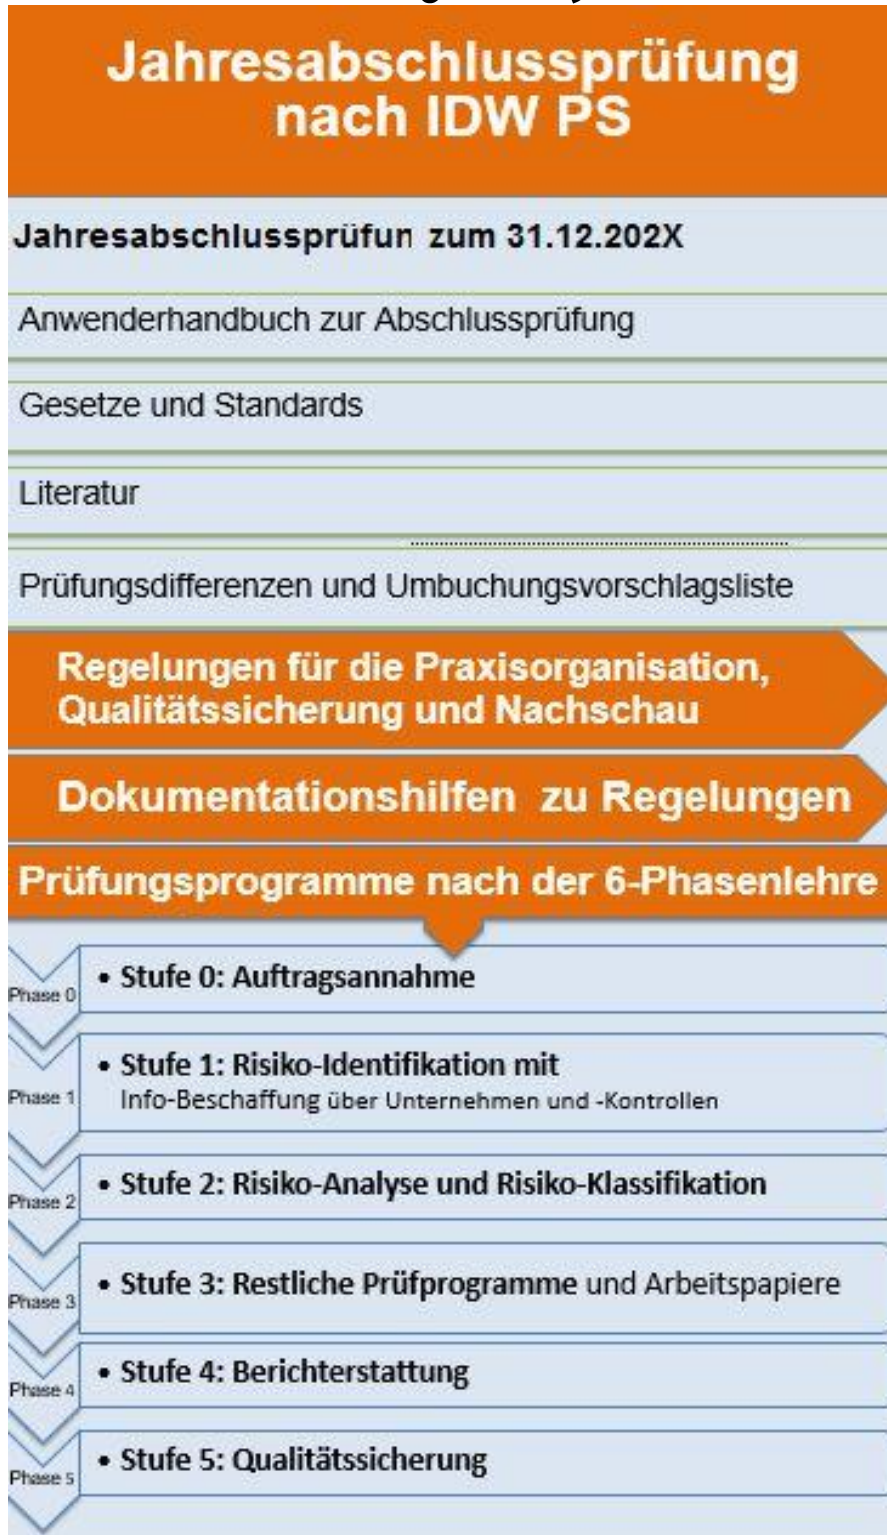 Jahresabschlussprüfung
nach IDW PS
Jahresabschlussprüfun zum 31.12.202X
Anwenderhandbuch zur Abschlussprüfung
Gesetze und Standards
Literatur
Prüfungsdifferenzen und Umbuchungsvorschlagsliste
Regelungen für die Praxisorganisation,
Qualitätssicherung und Nachschau
Dokumentationshilfen zu Regelungen
Prüfungsprogramme nach der 6-Phasenlehre
Phase 0
• Stufe 0: Auftragsannahme
Phase 1
• Stufe 1: Risiko-Identifikation mit
Info-Beschaffung über Unternehmen und -Kontrollen
Phase 2
• Stufe 2: Risiko-Analyse und Risiko-Klassifikation
Phase 3
• Stufe 3: Restliche Prüfprogramme und Arbeitspapiere
Phase 4
• Stufe 4: Berichterstattung
Phase 5
• Stufe 5: Qualitätssicherung